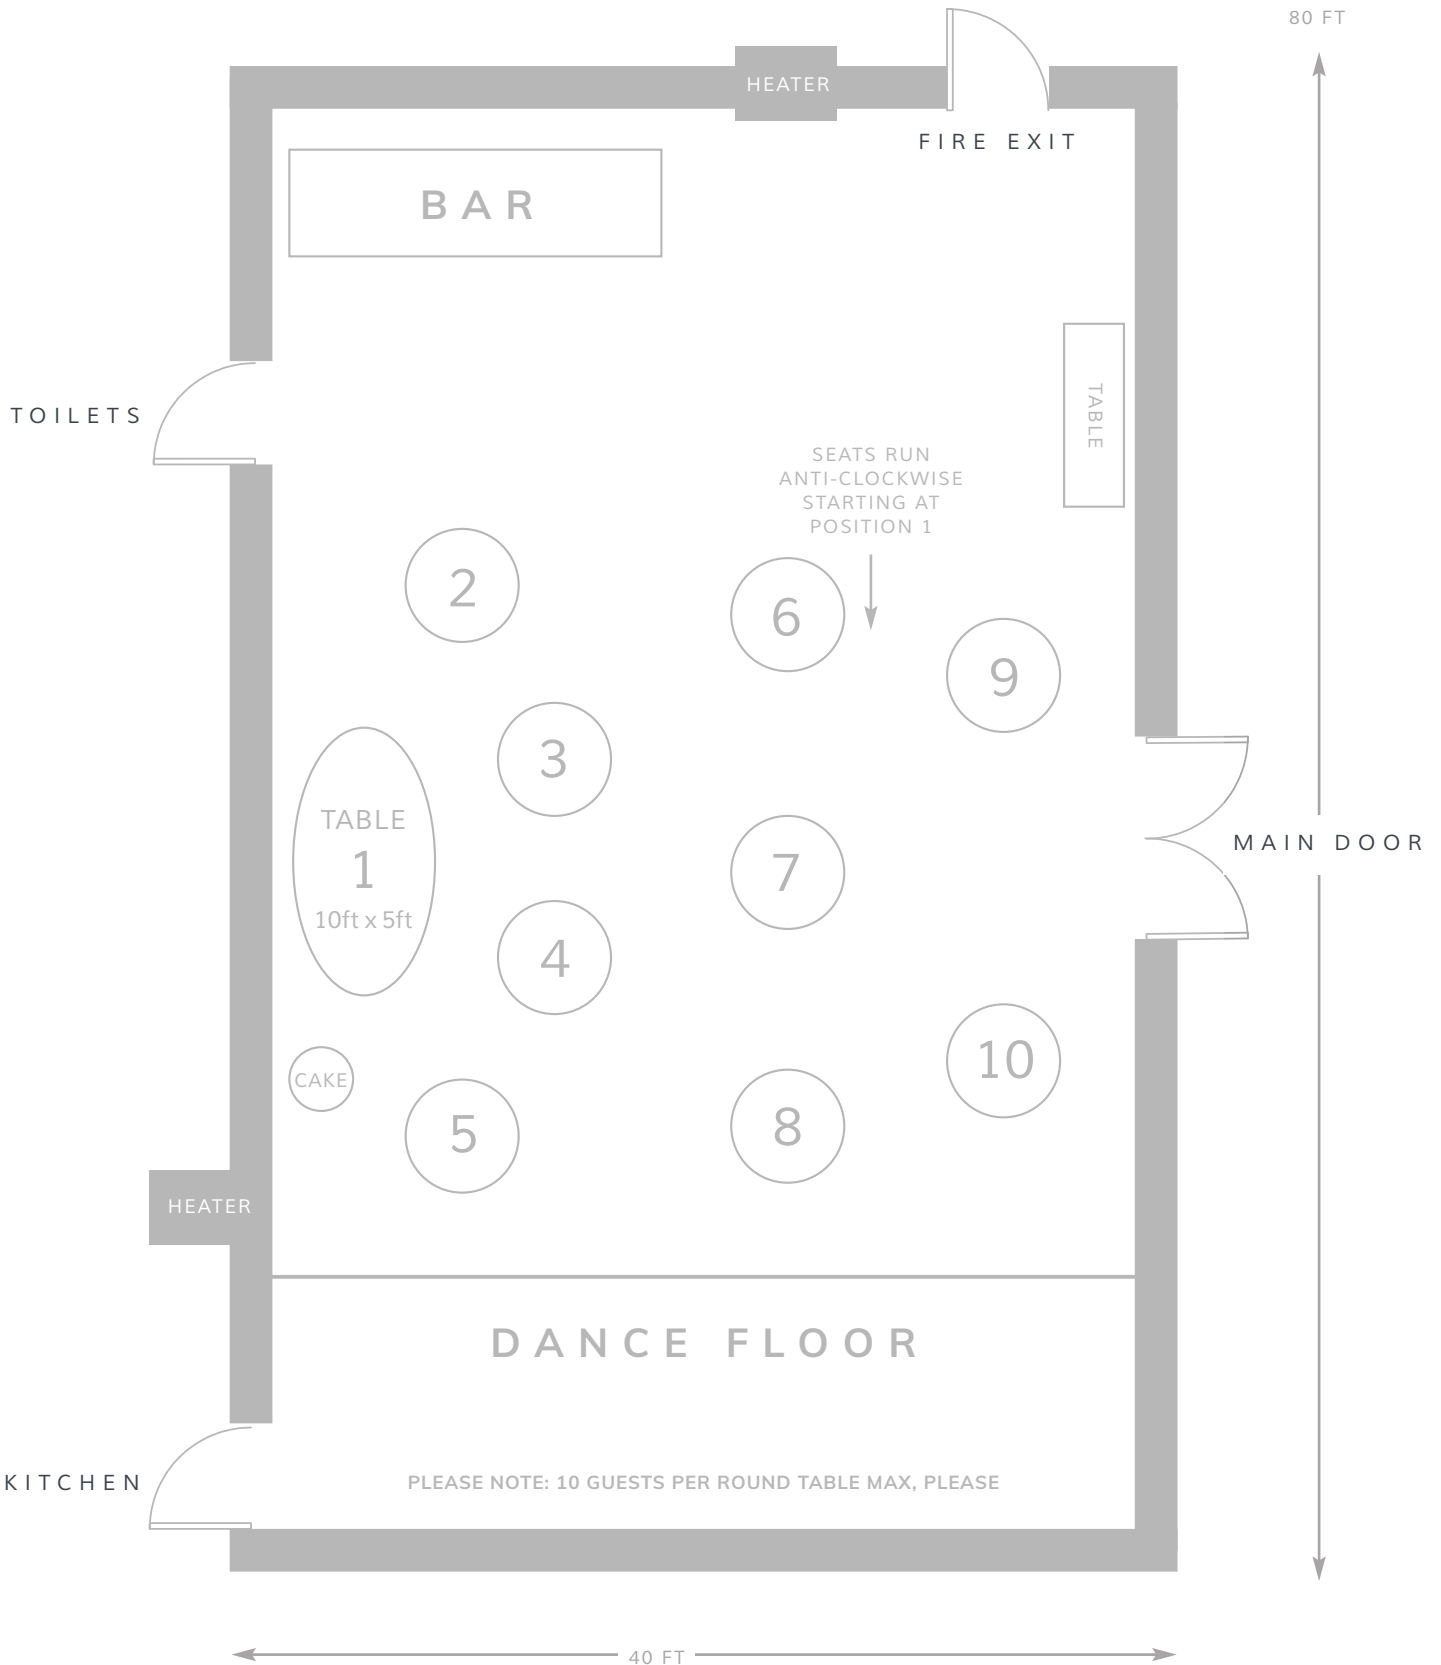 80 FT
HEATER
FIRE EXIT
BAR
TABLE
TOILETS
SEATS RUN
ANTI-CLOCKWISE
STARTING AT
POSITION 1
2
6
9
3
TABLE
1
10ft x 5ft
7
MAIN DOOR
4
10
CAKE
5
8
HEATER
DANCE FLOOR
KITCHEN
PLEASE NOTE: 10 GUESTS PER ROUND TABLE MAX, PLEASE
40 FT